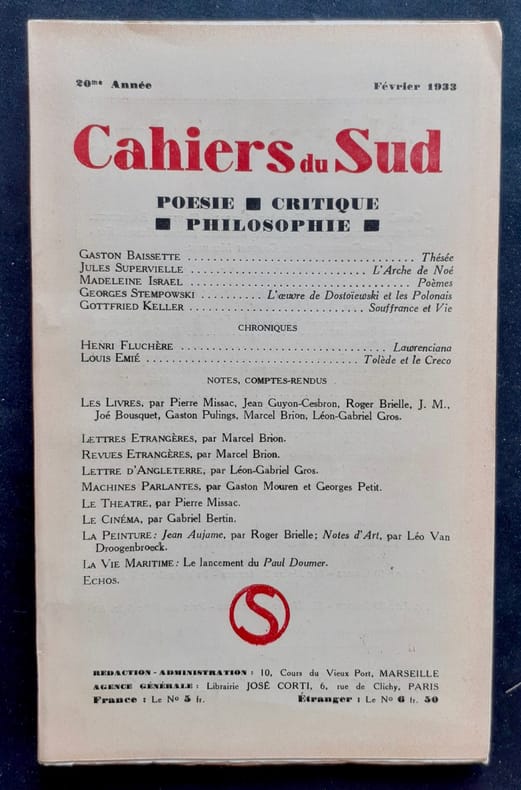 20me Année Février 1933
Cahiers du Sud
POESIE ■ CRITIQUE
■ PHILOSOPHIE ■
GASTON BAISSETTE .................................... Thésée
JULES SUPERVIELLE ............................. L'Arche de Noé
MADELEINE ISRAEL .................................... Poèmes
GEORGES STEMPOWSKI .......... L'œuvre de Dostoïewski et les Polonais
GOTTFRIED KELLER ............................. Souffrance et Vie
CHRONIQUES
HENRI FLUCHÈRE .................................. Lawrenciana
LOUIS EMIÉ .................................. Tolède et le Greco
NOTES, COMPTES-RENDUS
LES LIVRES, par Pierre Missac, Jean Guyon-Cesbron, Roger Brielle, J. M.,
Joé Bousquet, Gaston Pulings, Marcel Brion, Léon-Gabriel Gros.
LETTRES ETRANGÈRES, par Marcel Brion.
REVUES ETRANGÈRES, par Marcel Brion.
LETTRE D'ANGLETERRE, par Léon-Gabriel Gros.
MACHINES PARLANTES, par Gaston Mouren et Georges Petit.
LE THEATRE, par Pierre Missac.
LE CINÉMA, par Gabriel Bertin.
LA PEINTURE : Jean Aujame, par Roger Brielle ; Notes d'Art, par Léo Van
Droogenbroeck.
LA VIE MARITIME : Le lancement du Paul Doumer.
ECHOS.
S
REDACTION-ADMINISTRATION : 10, Cours du Vieux Port, MARSEILLE
AGENCE GÉNÉRALE : Librairie JOSÉ CORTI, 6, rue de Clichy, PARIS
France : Le No 5 fr. Étranger : Le No 6 fr. 50